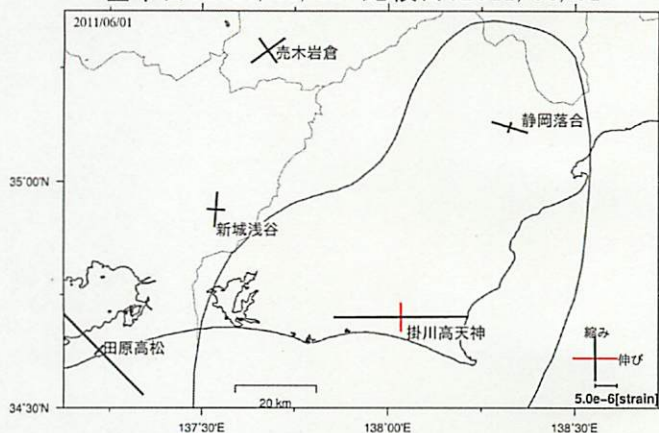 2011/06/01
売木岩倉
静岡落合
35°00'N
新城浅谷
掛川高天神
田原高松
縮み
伸び
5.0e-6[strain]
20 km
34°30'N
137°30'E
138°00'E
138°30'E